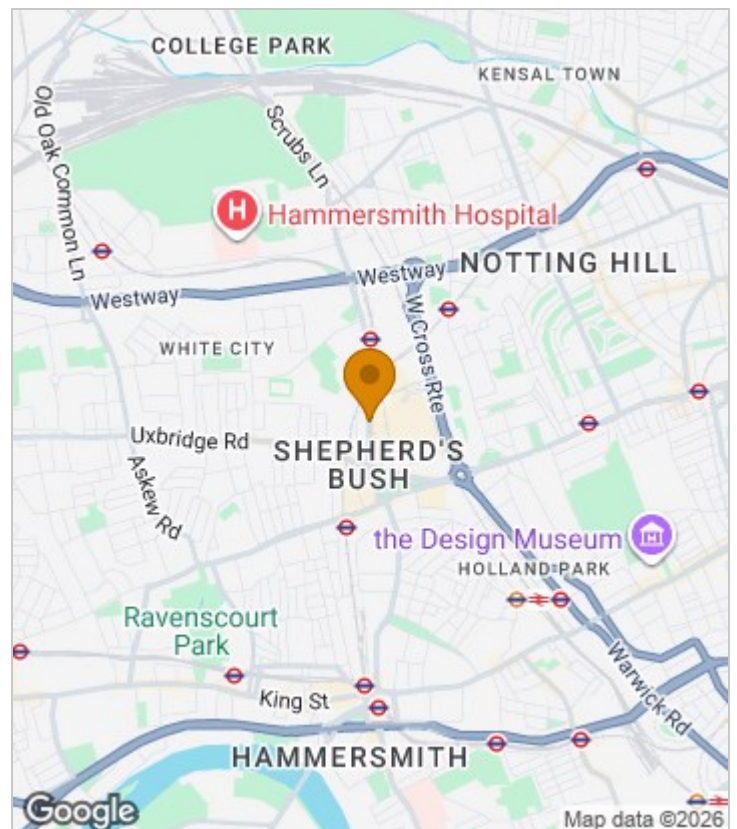 COLLEGE PARK
KENSAL TOWN
Old Oak Common Ln
Scrubs Ln
H
Hammersmith Hospital
Westway
NOTTING HILL
Westway
W Cross Rte
WHITE CITY
Uxbridge Rd
SHEPHERD'S
BUSH
Askew Rd
the Design Museum
HOLLAND PARK
Ravenscourt
Park
Warwick Rd
King St
HAMMERSMITH
Google
Map data ©2026